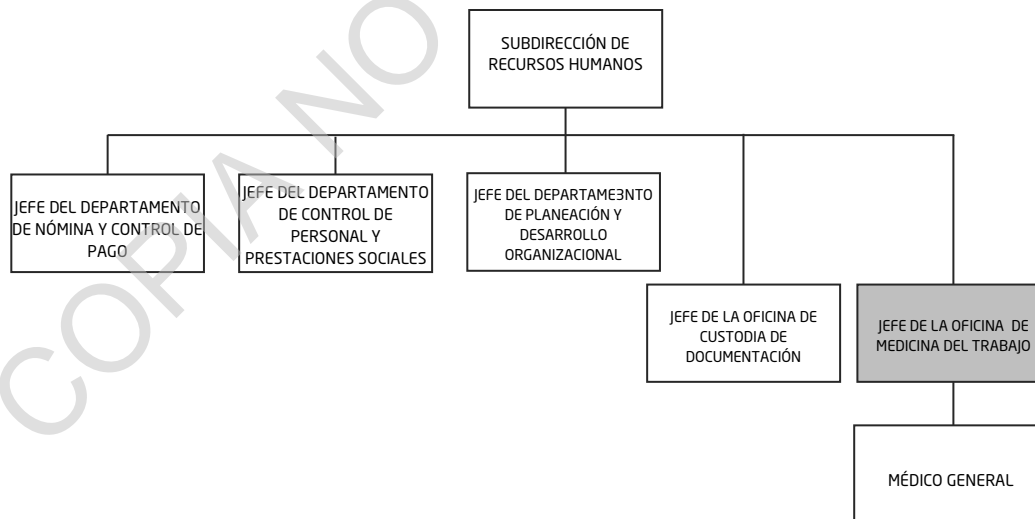 SUBDIRECCIÓN DE
RECURSOS HUMANOS
JEFE DEL DEPARTAMENTO
DE NÓMINA Y CONTROL DE
PAGO
JEFE DEL DEPARTAMENTO
DE CONTROL DE
PERSONAL Y
PRESTACIONES SOCIALES
JEFE DEL DEPARTAME3NTO
DE PLANEACIÓN Y
DESARROLLO
ORGANIZACIONAL
JEFE DE LA OFICINA DE
CUSTODIA DE
DOCUMENTACIÓN
JEFE DE LA OFICINA DE
MEDICINA DEL TRABAJO
MÉDICO GENERAL
COPIA NO